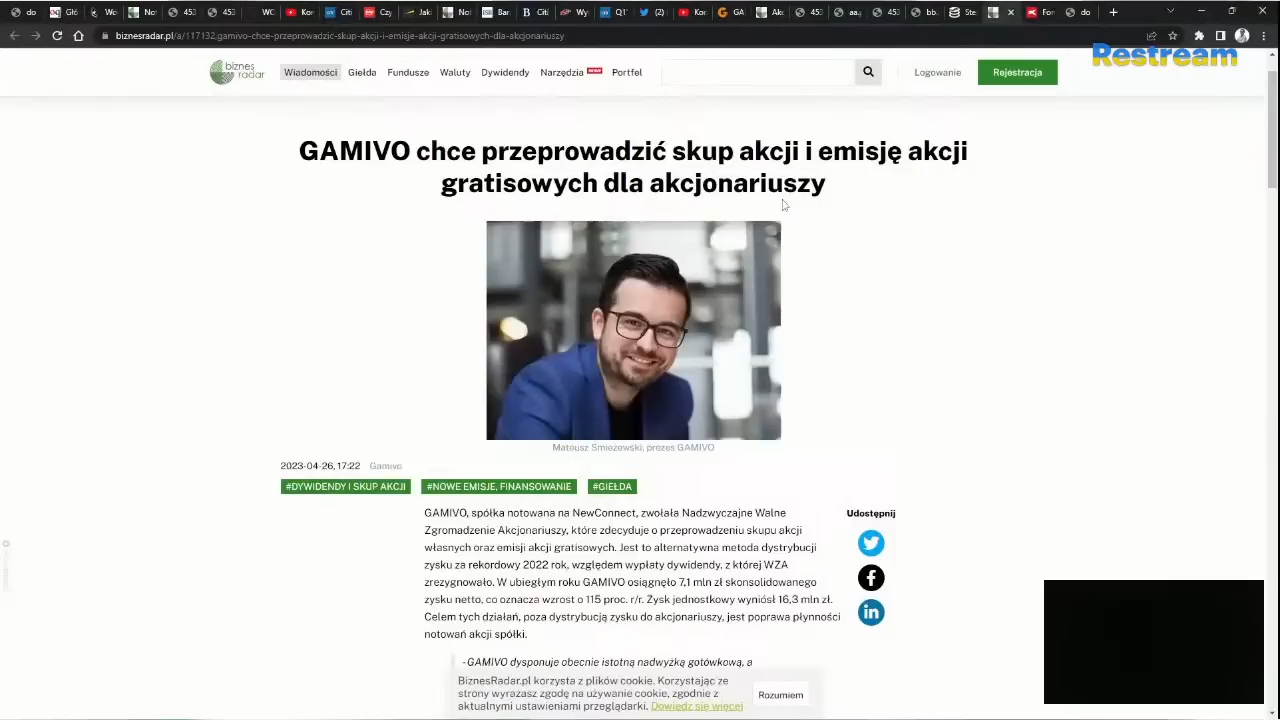 biznesradar.pl/a/117132,gamivo-chce-przeprowadzic-skup-akcji-i-emisje-akcji-gratisowych-dla-akcjonariuszy
Restream
biznes radar
Wiadomości Giełda Fundusze Waluty Dywidendy Narzędzia Portfel Logowanie Rejestracja
GAMIVO chce przeprowadzić skup akcji i emisję akcji
gratisowych dla akcjonariuszy
Mateusz Śmieżewski, prezes GAMIVO
2023-04-26, 17:22 Gamivo
#DYWIDENDY I SKUP AKCJI #NOWE EMISJE, FINANSOWANIE #GIEŁDA
GAMIVO, spółka notowana na NewConnect, zwołała Nadzwyczajne Walne
Zgromadzenie Akcjonariuszy, które zdecyduje o przeprowadzeniu skupu akcji
własnych oraz emisji akcji gratisowych. Jest to alternatywna metoda dystrybucji
zysku za rekordowy 2022 rok, względem wypłaty dywidendy, z której WZA
zrezygnowało. W ubiegłym roku GAMIVO osiągnęło 7,1 mln zł skonsolidowanego
zysku netto, co oznacza wzrost o 115 proc. r/r. Zysk jednostkowy wyniósł 16,3 mln zł.
Celem tych działań, poza dystrybucją zysku do akcjonariuszy, jest poprawa płynności
notowań akcji spółki.
Udostępnij
- GAMIVO dysponuje obecnie istotną nadwyżką gotówkową, a
BiznesRadar.pl korzysta z plików cookie. Korzystając ze
strony wyrażasz zgodę na używanie cookie, zgodnie z
aktualnymi ustawieniami przeglądarki. Dowiedz się więcej
Rozumiem